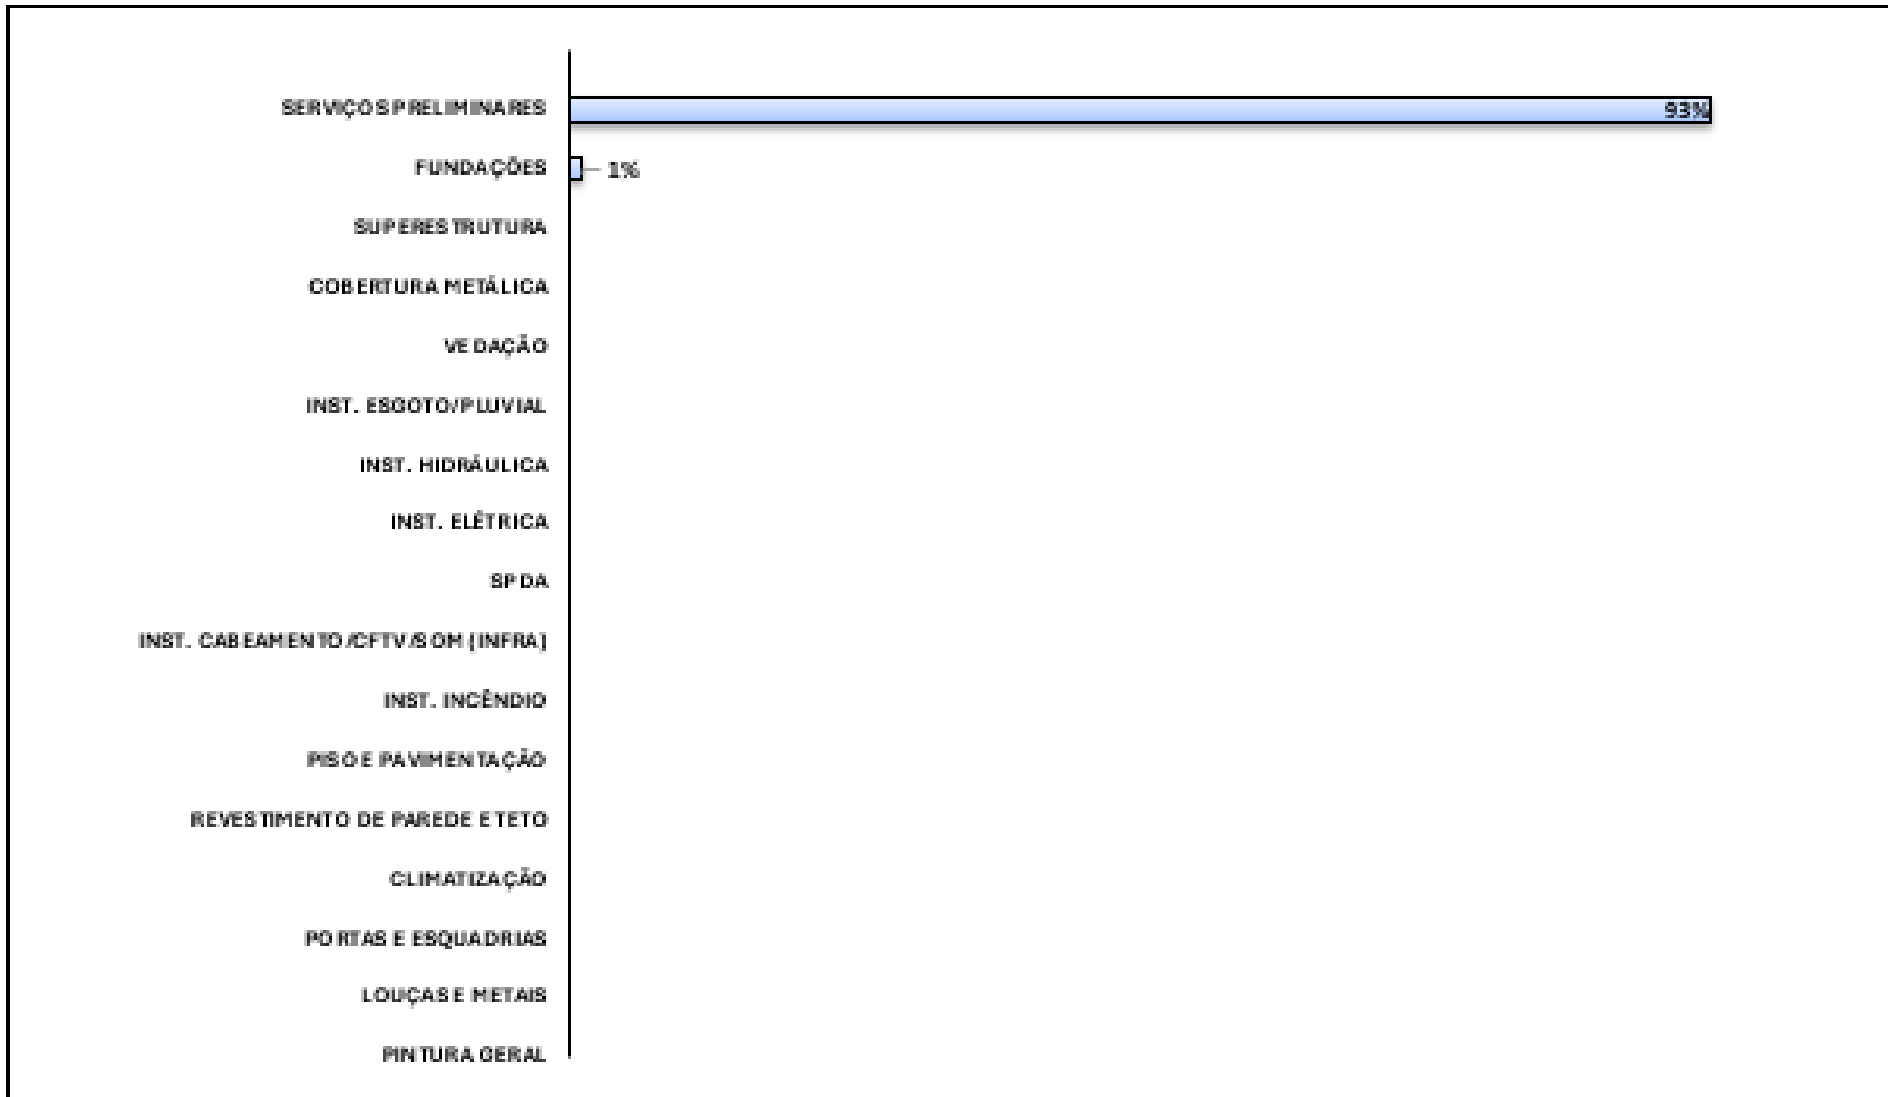 SERVIÇOS PRELIMINARES 93%
FUNDAÇÕES 1%
SUPERESTRUTURA
COBERTURA METÁLICA
VEDAÇÃO
INST. ESGOTO/PLUVIAL
INST. HIDRÁULICA
INST. ELÉTRICA
SPDA
INST. CABEAMENTO/CFTV/SOM (INFRA)
INST. INCÊNDIO
PISO E PAVIMENTAÇÃO
REVESTIMENTO DE PAREDE E TETO
CLIMATIZAÇÃO
PORTAS E ESQUADRIAS
LOUÇAS E METAIS
PINTURA GERAL